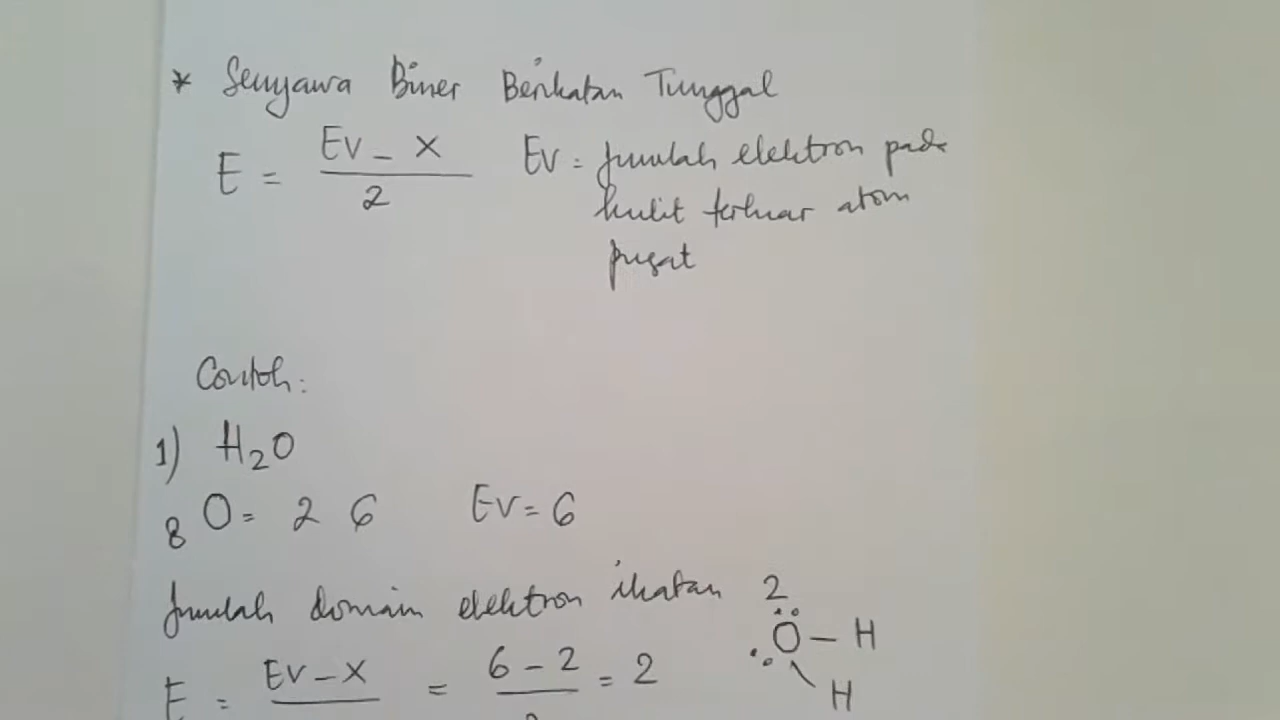 * Senyawa Biner Berikatan Tunggal
E = (EV - X) / 2 EV = Jumlah elektron pada
kulit terluar atom
pusat
Contoh:
1) H₂O
₈O = 2 6 EV = 6
Jumlah domain elektron ikatan 2
O - H
E = EV - X = 6 - 2 = 2
H